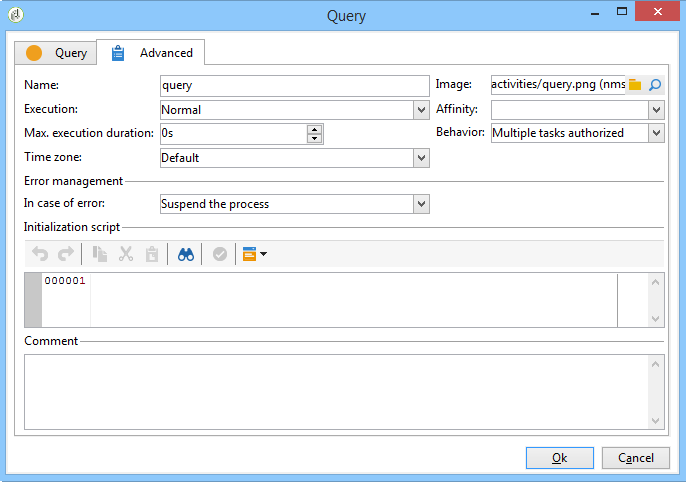 Query
Query Advanced
Name: query Image: activities/query.png (nms
Execution: Normal Affinity:
Max. execution duration: 0s Behavior: Multiple tasks authorized
Time zone: Default
Error management
In case of error: Suspend the process
Initialization script
000001
Comment
Ok Cancel